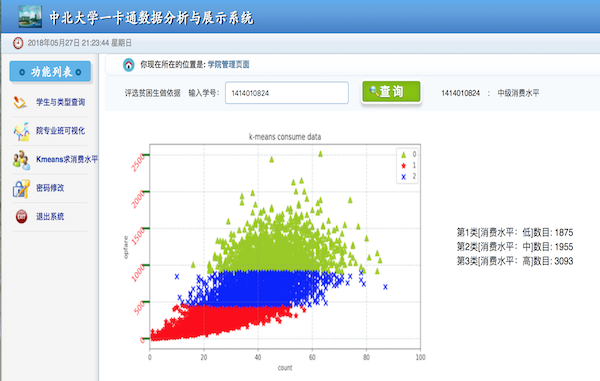 中北大学一卡通数据分析与展示系统
2018年05月27日 21:23:44 星期日
功能列表
你现在所在的位置是: 学院管理页面
学生与类型查询
院专业班可视化
Kmeans求消费水平
密码修改
EXIT
退出系统
评选贫困生做依据 输入学号: 1414010824 查询 1414010824 : 中级消费水平
k-means consume data
2500
2000
1500
1000
500
0
0 20 40 60 80 100
count
0
1
2
第1类[消费水平: 低]数目: 1875
第2类[消费水平: 中]数目: 1955
第3类[消费水平: 高]数目: 3093